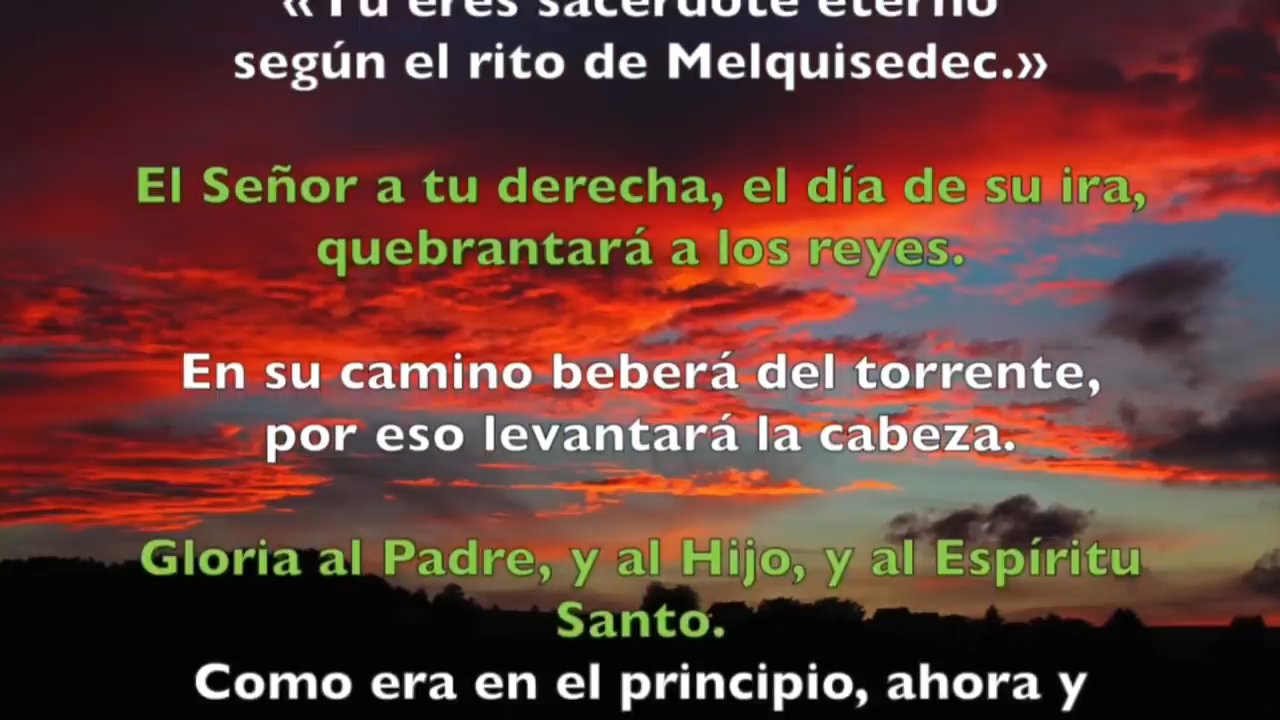 «Tú eres sacerdote eterno
según el rito de Melquisedec.»
El Señor a tu derecha, el día de su ira,
quebrantará a los reyes.
En su camino beberá del torrente,
por eso levantará la cabeza.
Gloria al Padre, y al Hijo, y al Espíritu
Santo.
Como era en el principio, ahora y